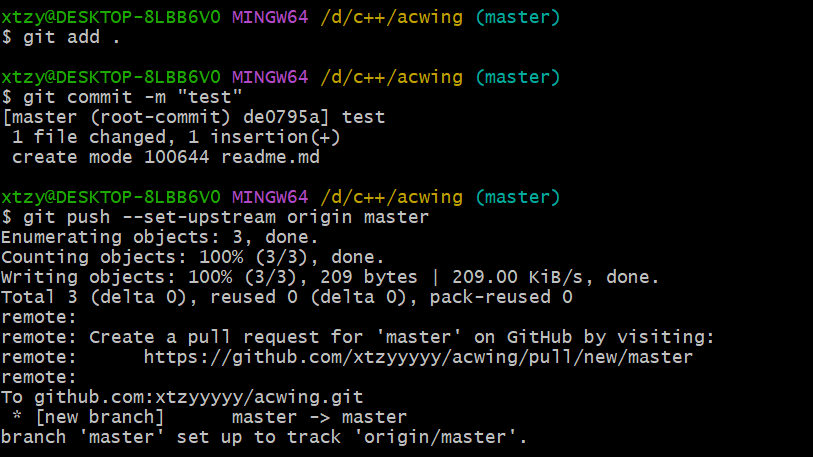 xtzy@DESKTOP-8LBB6V0 MINGW64 /d/c++/acwing (master)
$ git add .
xtzy@DESKTOP-8LBB6V0 MINGW64 /d/c++/acwing (master)
$ git commit -m "test"
[master (root-commit) de0795a] test
 1 file changed, 1 insertion(+)
 create mode 100644 readme.md
xtzy@DESKTOP-8LBB6V0 MINGW64 /d/c++/acwing (master)
$ git push --set-upstream origin master
Enumerating objects: 3, done.
Counting objects: 100% (3/3), done.
Writing objects: 100% (3/3), 209 bytes | 209.00 KiB/s, done.
Total 3 (delta 0), reused 0 (delta 0), pack-reused 0
remote:
remote: Create a pull request for 'master' on GitHub by visiting:
remote:      https://github.com/xtzyyyyy/acwing/pull/new/master
remote:
To github.com:xtzyyyyy/acwing.git
 * [new branch]      master -> master
branch 'master' set up to track 'origin/master'.